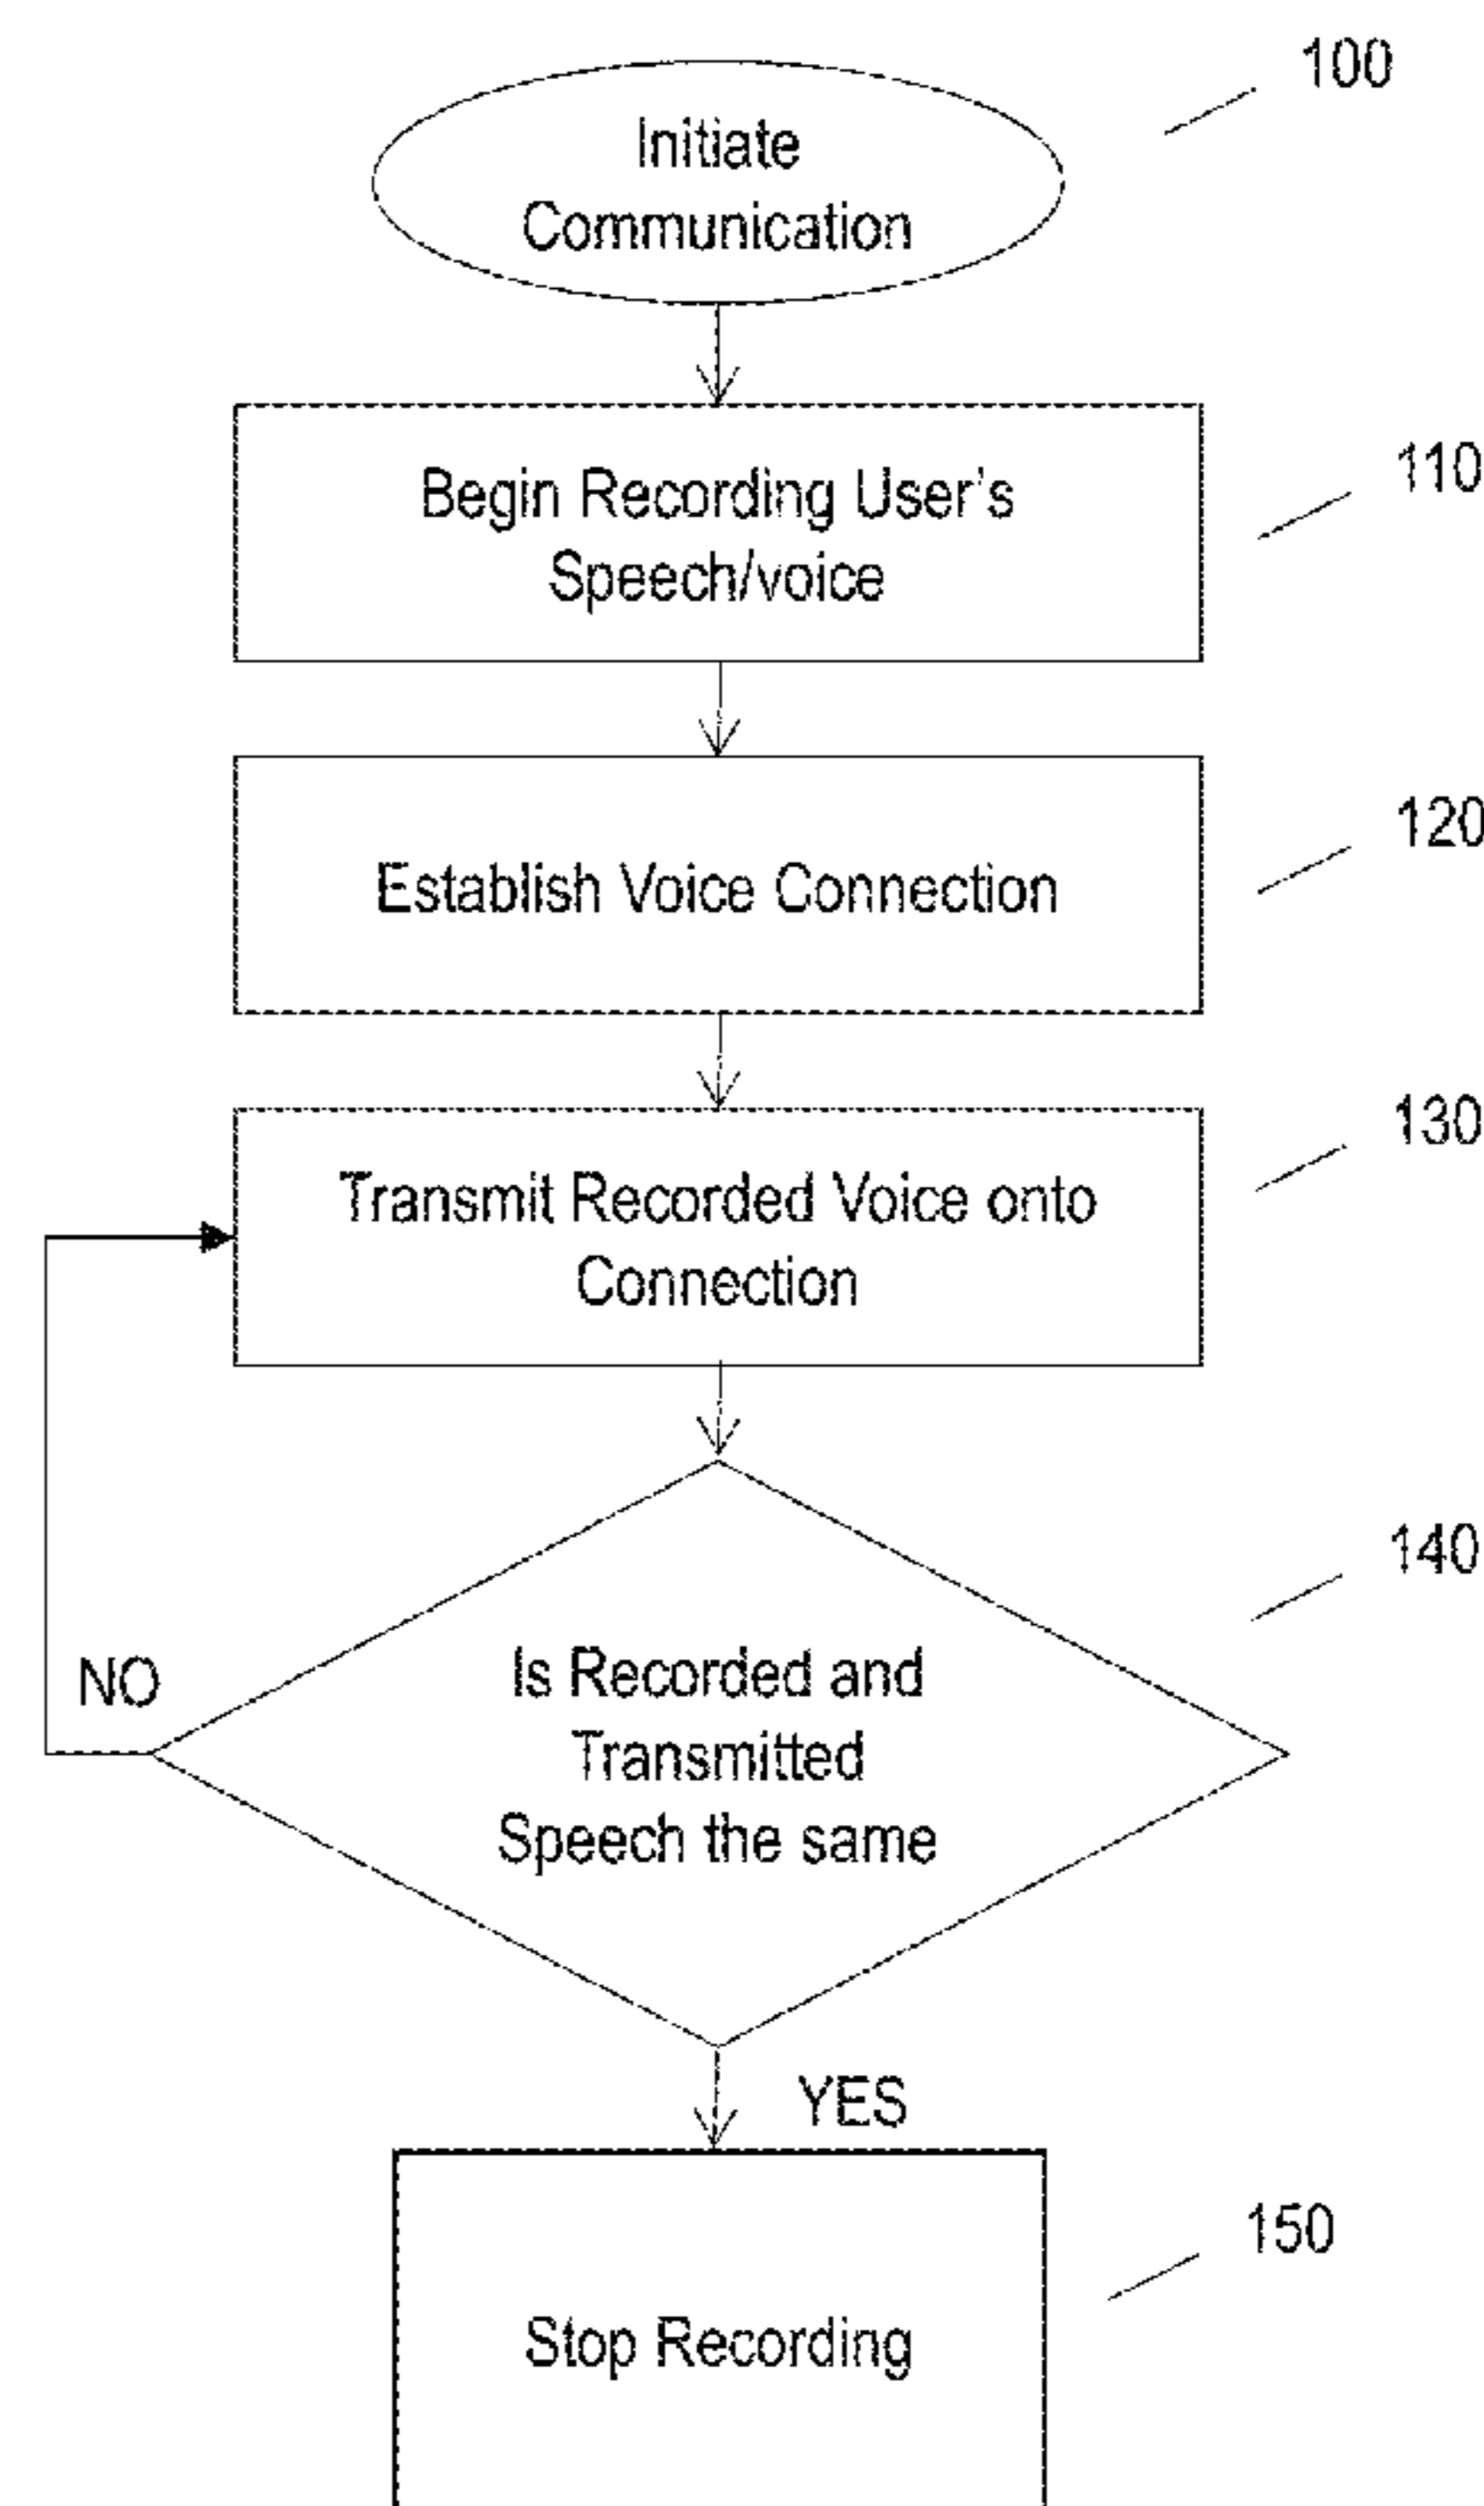 100
Initiate
Communication
110
Begin Recording User's
Speech/voice
120
Establish Voice Connection
130
Transmit Recorded Voice onto
Connection
140
NO
Is Recorded and
Transmitted
Speech the same
YES
150
Stop Recording